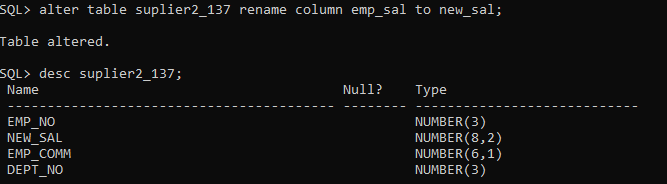 SQL> alter table suplier2_137 rename column emp_sal to new_sal;
Table altered.
SQL> desc suplier2_137;
Name Null? Type
----------------------------------------- -------- ----------------------------
EMP_NO NUMBER(3)
NEW_SAL NUMBER(8,2)
EMP_COMM NUMBER(6,1)
DEPT_NO NUMBER(3)